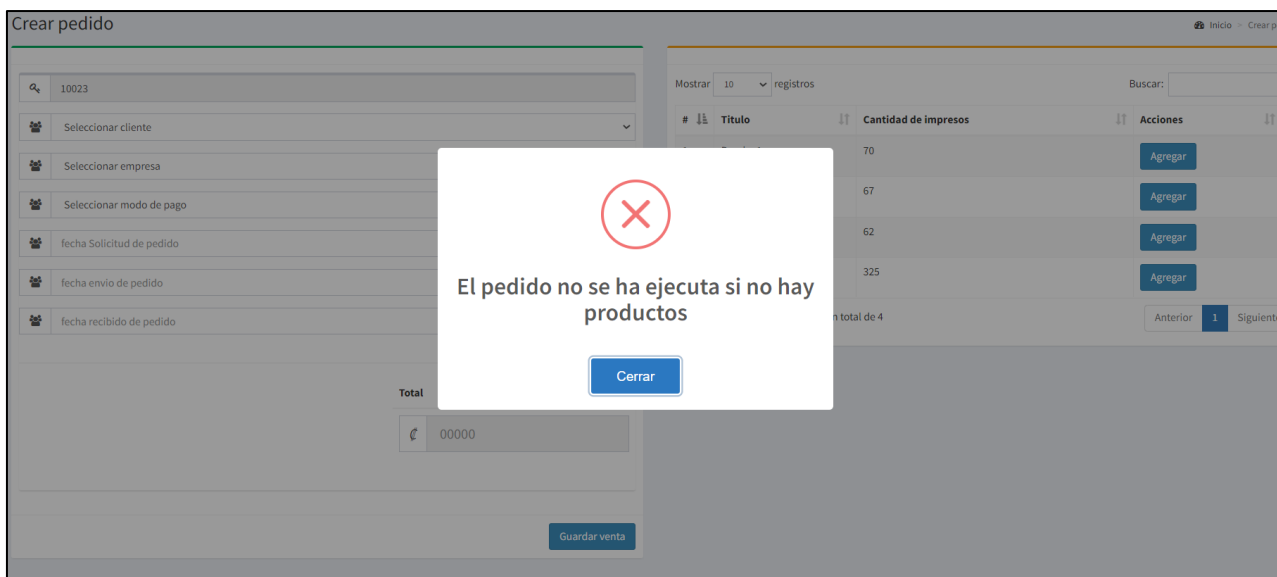 Crear pedido
Inicio > Crear p
10023
Seleccionar cliente
Seleccionar empresa
Seleccionar modo de pago
fecha Solicitud de pedido
fecha envio de pedido
fecha recibido de pedido
Total
₡ 00000
Guardar venta
Mostrar 10 registros
Buscar:
# Titulo Cantidad de impresos Acciones
70 Agregar
67 Agregar
62 Agregar
325 Agregar
total de 4
Anterior 1 Siguiente
El pedido no se ha ejecuta si no hay
productos
Cerrar